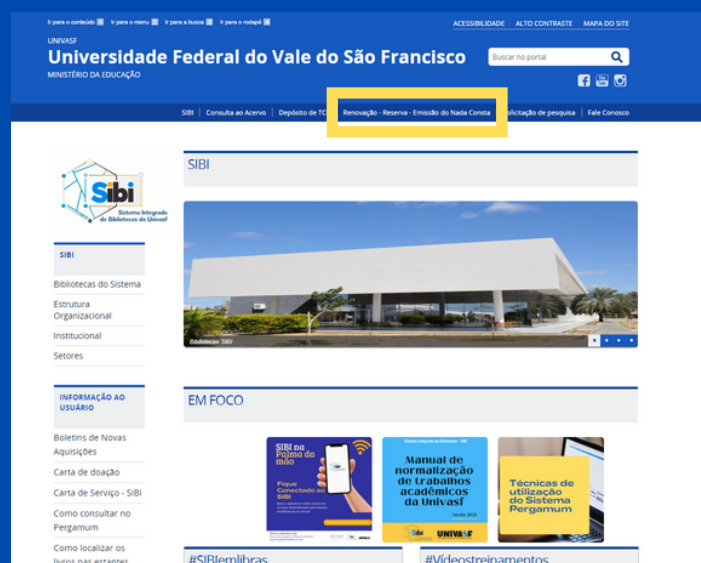 Ir para o conteúdo 1 Ir para o menu 2 Ir para a busca 3 Ir para o rodapé 4
ACESSIBILIDADE ALTO CONTRASTE MAPA DO SITE
UNIVASF
Universidade Federal do Vale do São Francisco
Buscar no portal
MINISTÉRIO DA EDUCAÇÃO
SIBI | Consulta ao Acervo | Depósito de TC Renovação - Reserva - Emissão do Nada Consta olicitação de pesquisa | Fale Conosco
SIBI
Sibi
Sistema Integrado
de Bibliotecas da Univasf
SIBI
Bibliotecas do Sistema
Estrutura
Organizacional
Institucional
Setores
Bibliotecas SIBI
INFORMAÇÃO AO
USUÁRIO
Boletins de Novas
Aquisições
Carta de doação
Carta de Serviço - SIBI
Como consultar no
Pergamum
Como localizar os
livros nas estantes
EM FOCO
SIBI na
Palma da
mão
Fique
Conectado ao
SIBI
Manual de
normalização
de trabalhos
acadêmicos
da Univasf
Versão 2023
Sibi UNIVASF
Técnicas de
utilização
do Sistema
Pergamum
#SIBIemlibras
#Vídeostreinamentos